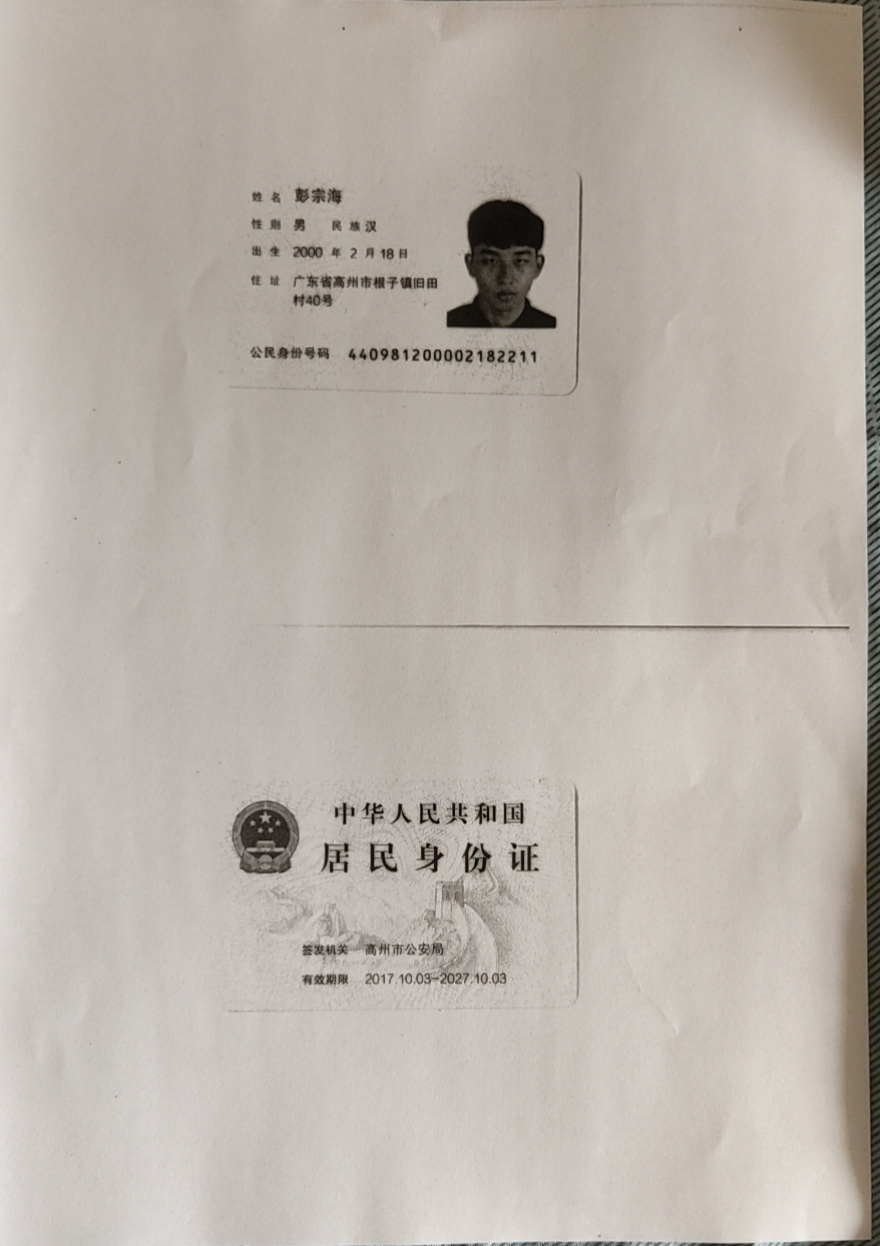 姓名 彭宗海
性别 男 民族 汉
出生 2000 年 2 月 18 日
住址 广东省高州市根子镇旧田
村40号
公民身份号码 440981200002182211
中华人民共和国
居民身份证
签发机关 高州市公安局
有效期限 2017.10.03-2027.10.03